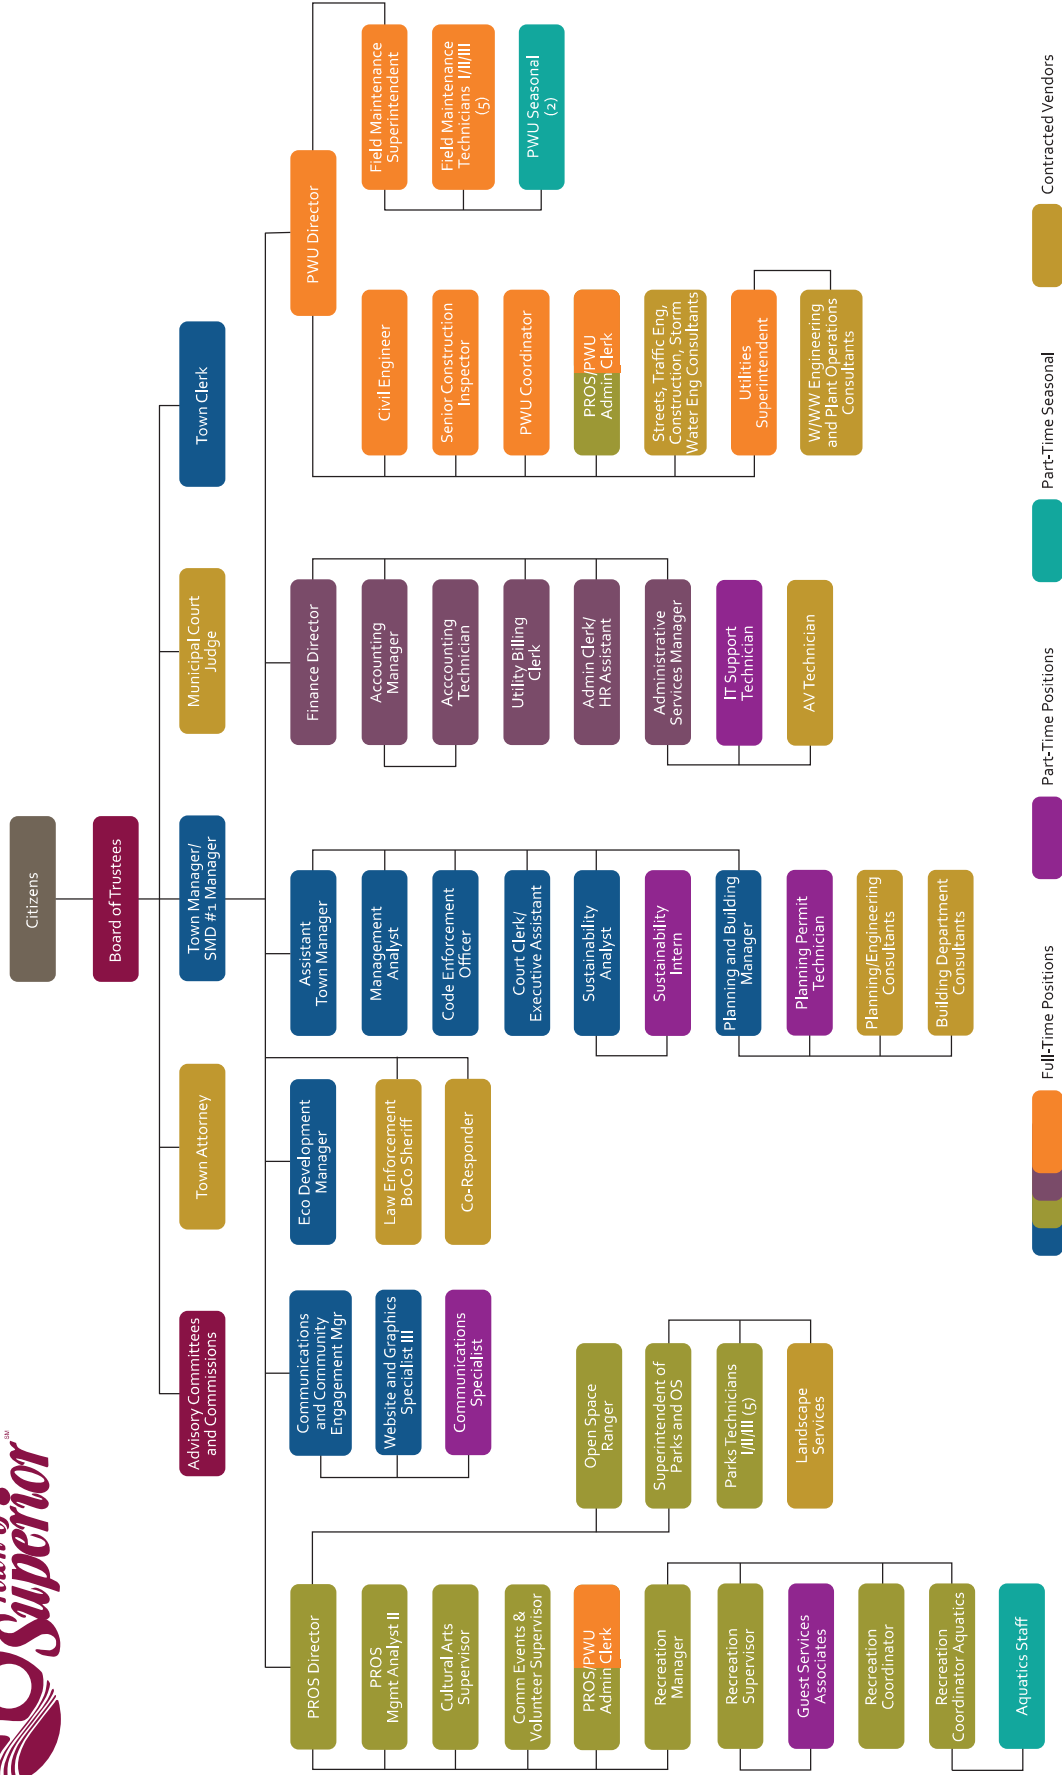 Town of
Superior
SM
Citizens
Board of Trustees
Advisory Committees
and Commissions
Town Attorney
Town Manager/
SMD #1 Manager
Municipal Court
Judge
Town Clerk
PROS Director
PROS
Mgmt Analyst II
Cultural Arts
Supervisor
Comm Events &
Volunteer Supervisor
PROS/PWU
Admin Clerk
Recreation
Manager
Recreation
Supervisor
Guest Services
Associates
Recreation
Coordinator
Recreation
Coordinator Aquatics
Aquatics Staff
Open Space
Ranger
Superintendent of
Parks and OS
Parks Technicians
I/II/III (5)
Landscape
Services
Communications
and Community
Engagement Mgr
Website and Graphics
Specialist III
Communications
Specialist
Eco Development
Manager
Law Enforcement
BoCo Sheriff
Co-Responder
Assistant
Town Manager
Management
Analyst
Code Enforcement
Officer
Court Clerk/
Executive Assistant
Sustainability
Analyst
Sustainability
Intern
Planning and Building
Manager
Planning Permit
Technician
Planning/Engineering
Consultants
Building Department
Consultants
Finance Director
Accounting
Manager
Acccounting
Technician
Utility Billing
Clerk
Admin Clerk/
HR Assistant
Administrative
Services Manager
IT Support
Technician
AV Technician
PWU Director
Civil Engineer
Senior Construction
Inspector
PWU Coordinator
PROS/PWU
Admin Clerk
Streets, Traffic Eng,
Construction, Storm
Water Eng Consultants
Utilities
Superintendent
W/WW Engineering
and Plant Operations
Consultants
Field Maintenance
Superintendent
Field Maintenance
Technicians I/II/III
(5)
PWU Seasonal
(2)
Full-Time Positions
Part-Time Positions
Part-Time Seasonal
Contracted Vendors